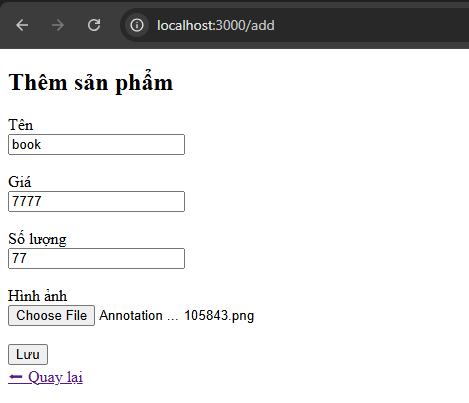 localhost:3000/add
Thêm sản phẩm
Tên
book
Giá
7777
Số lượng
77
Hình ảnh
Choose File Annotation ... 105843.png
Lưu
⬅ Quay lại